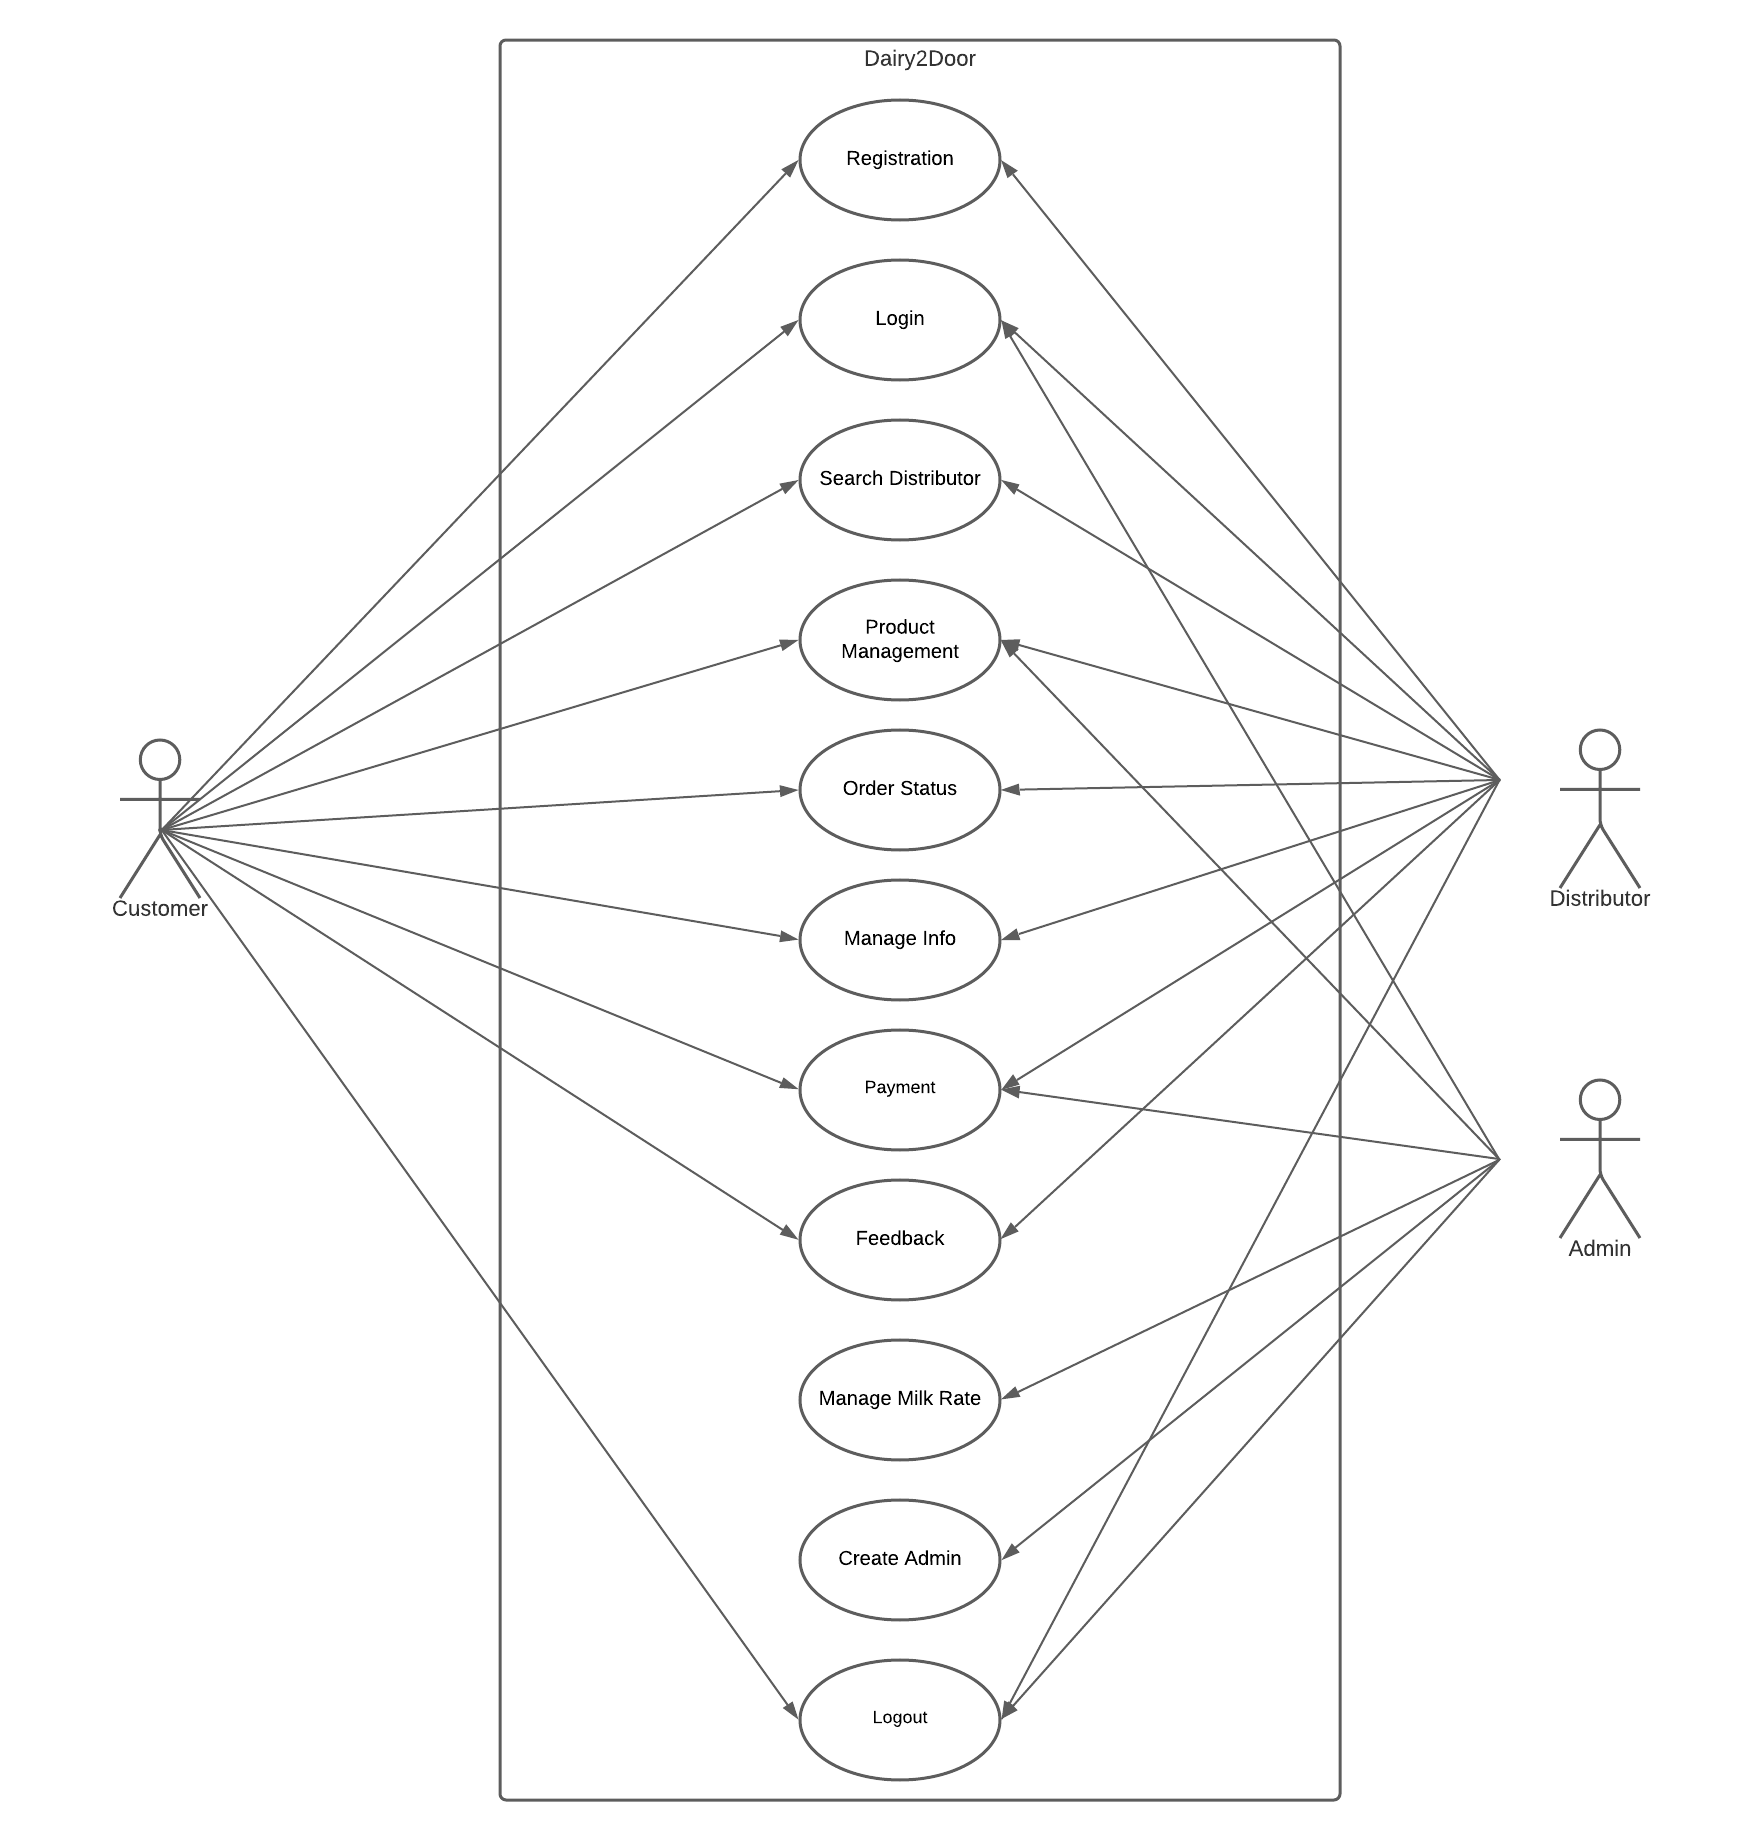 Dairy2Door
Registration
Login
Search Distributor
Product
Management
Order Status
Manage Info
Payment
Feedback
Manage Milk Rate
Create Admin
Logout
Customer
Distributor
Admin